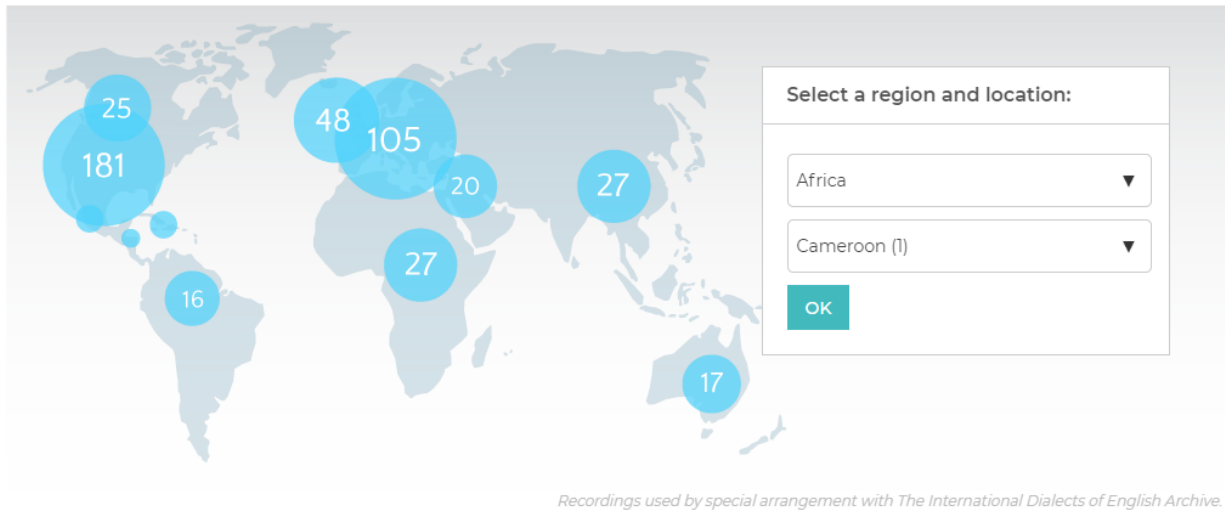 25
181
48
105
20
27
27
16
17
Select a region and location:
Africa
Cameroon (1)
OK
Recordings used by special arrangement with The International Dialects of English Archive.